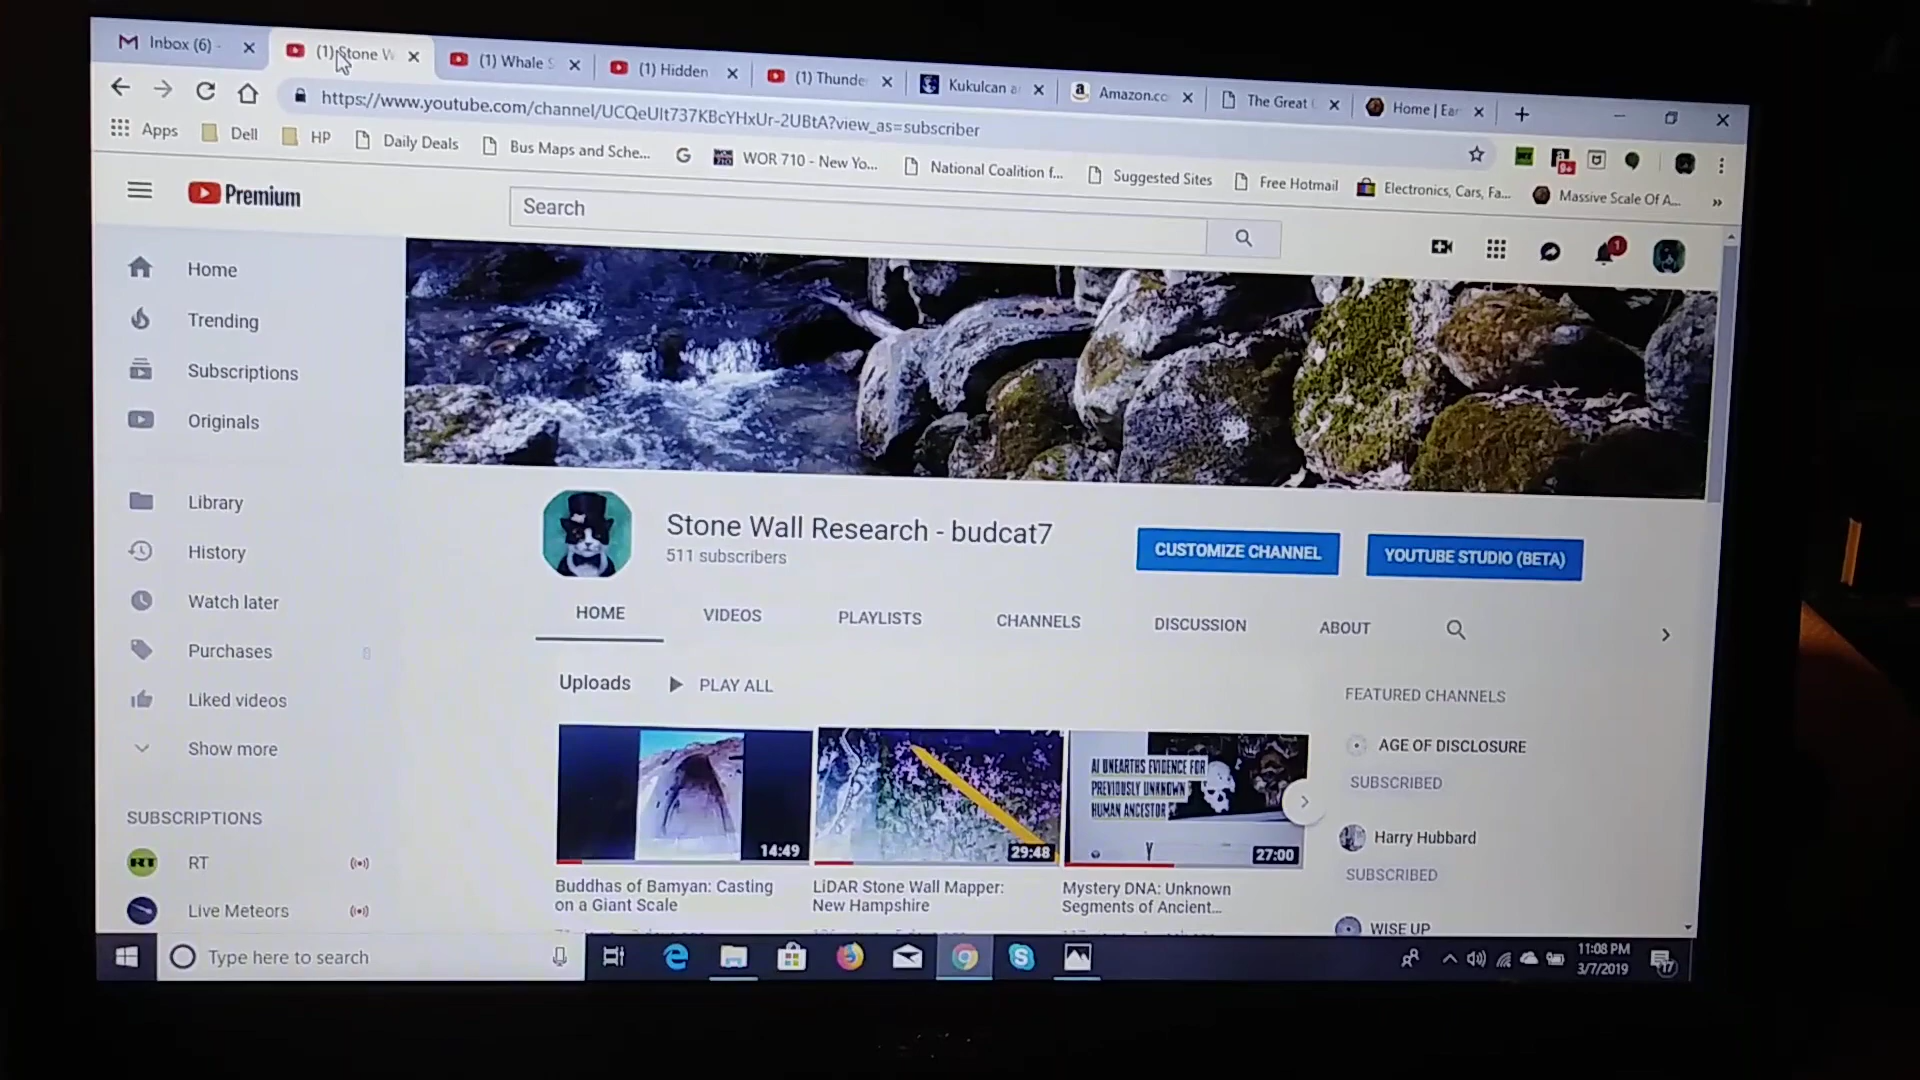 Inbox (6) -
(1) Stone W
(1) Whale S
(1) Hidden
(1) Thunde
Kukulcan a
Amazon.co
The Great
Home | Ear
https://www.youtube.com/channel/UCQeUIt737KBcYHxUr-2UBtA?view_as=subscriber
Apps
Dell
HP
Daily Deals
Bus Maps and Sche...
WOR 710 - New Yo...
National Coalition f...
Suggested Sites
Free Hotmail
Electronics, Cars, Fa...
Massive Scale Of A...
»
Premium
Search
1
Home
Trending
Subscriptions
Originals
Library
History
Watch later
Purchases
8
Liked videos
Show more
SUBSCRIPTIONS
RT
RT
Live Meteors
Stone Wall Research - budcat7
511 subscribers
CUSTOMIZE CHANNEL
YOUTUBE STUDIO (BETA)
HOME
VIDEOS
PLAYLISTS
CHANNELS
DISCUSSION
ABOUT
Uploads
PLAY ALL
14:49
Buddhas of Bamyan: Casting
on a Giant Scale
29:48
LiDAR Stone Wall Mapper:
New Hampshire
AI UNEARTHS EVIDENCE FOR
PREVIOUSLY UNKNOWN
HUMAN ANCESTOR
27:00
Mystery DNA: Unknown
Segments of Ancient...
FEATURED CHANNELS
AGE OF DISCLOSURE
SUBSCRIBED
Harry Hubbard
SUBSCRIBED
WISE UP
Type here to search
11:08 PM
3/7/2019
17